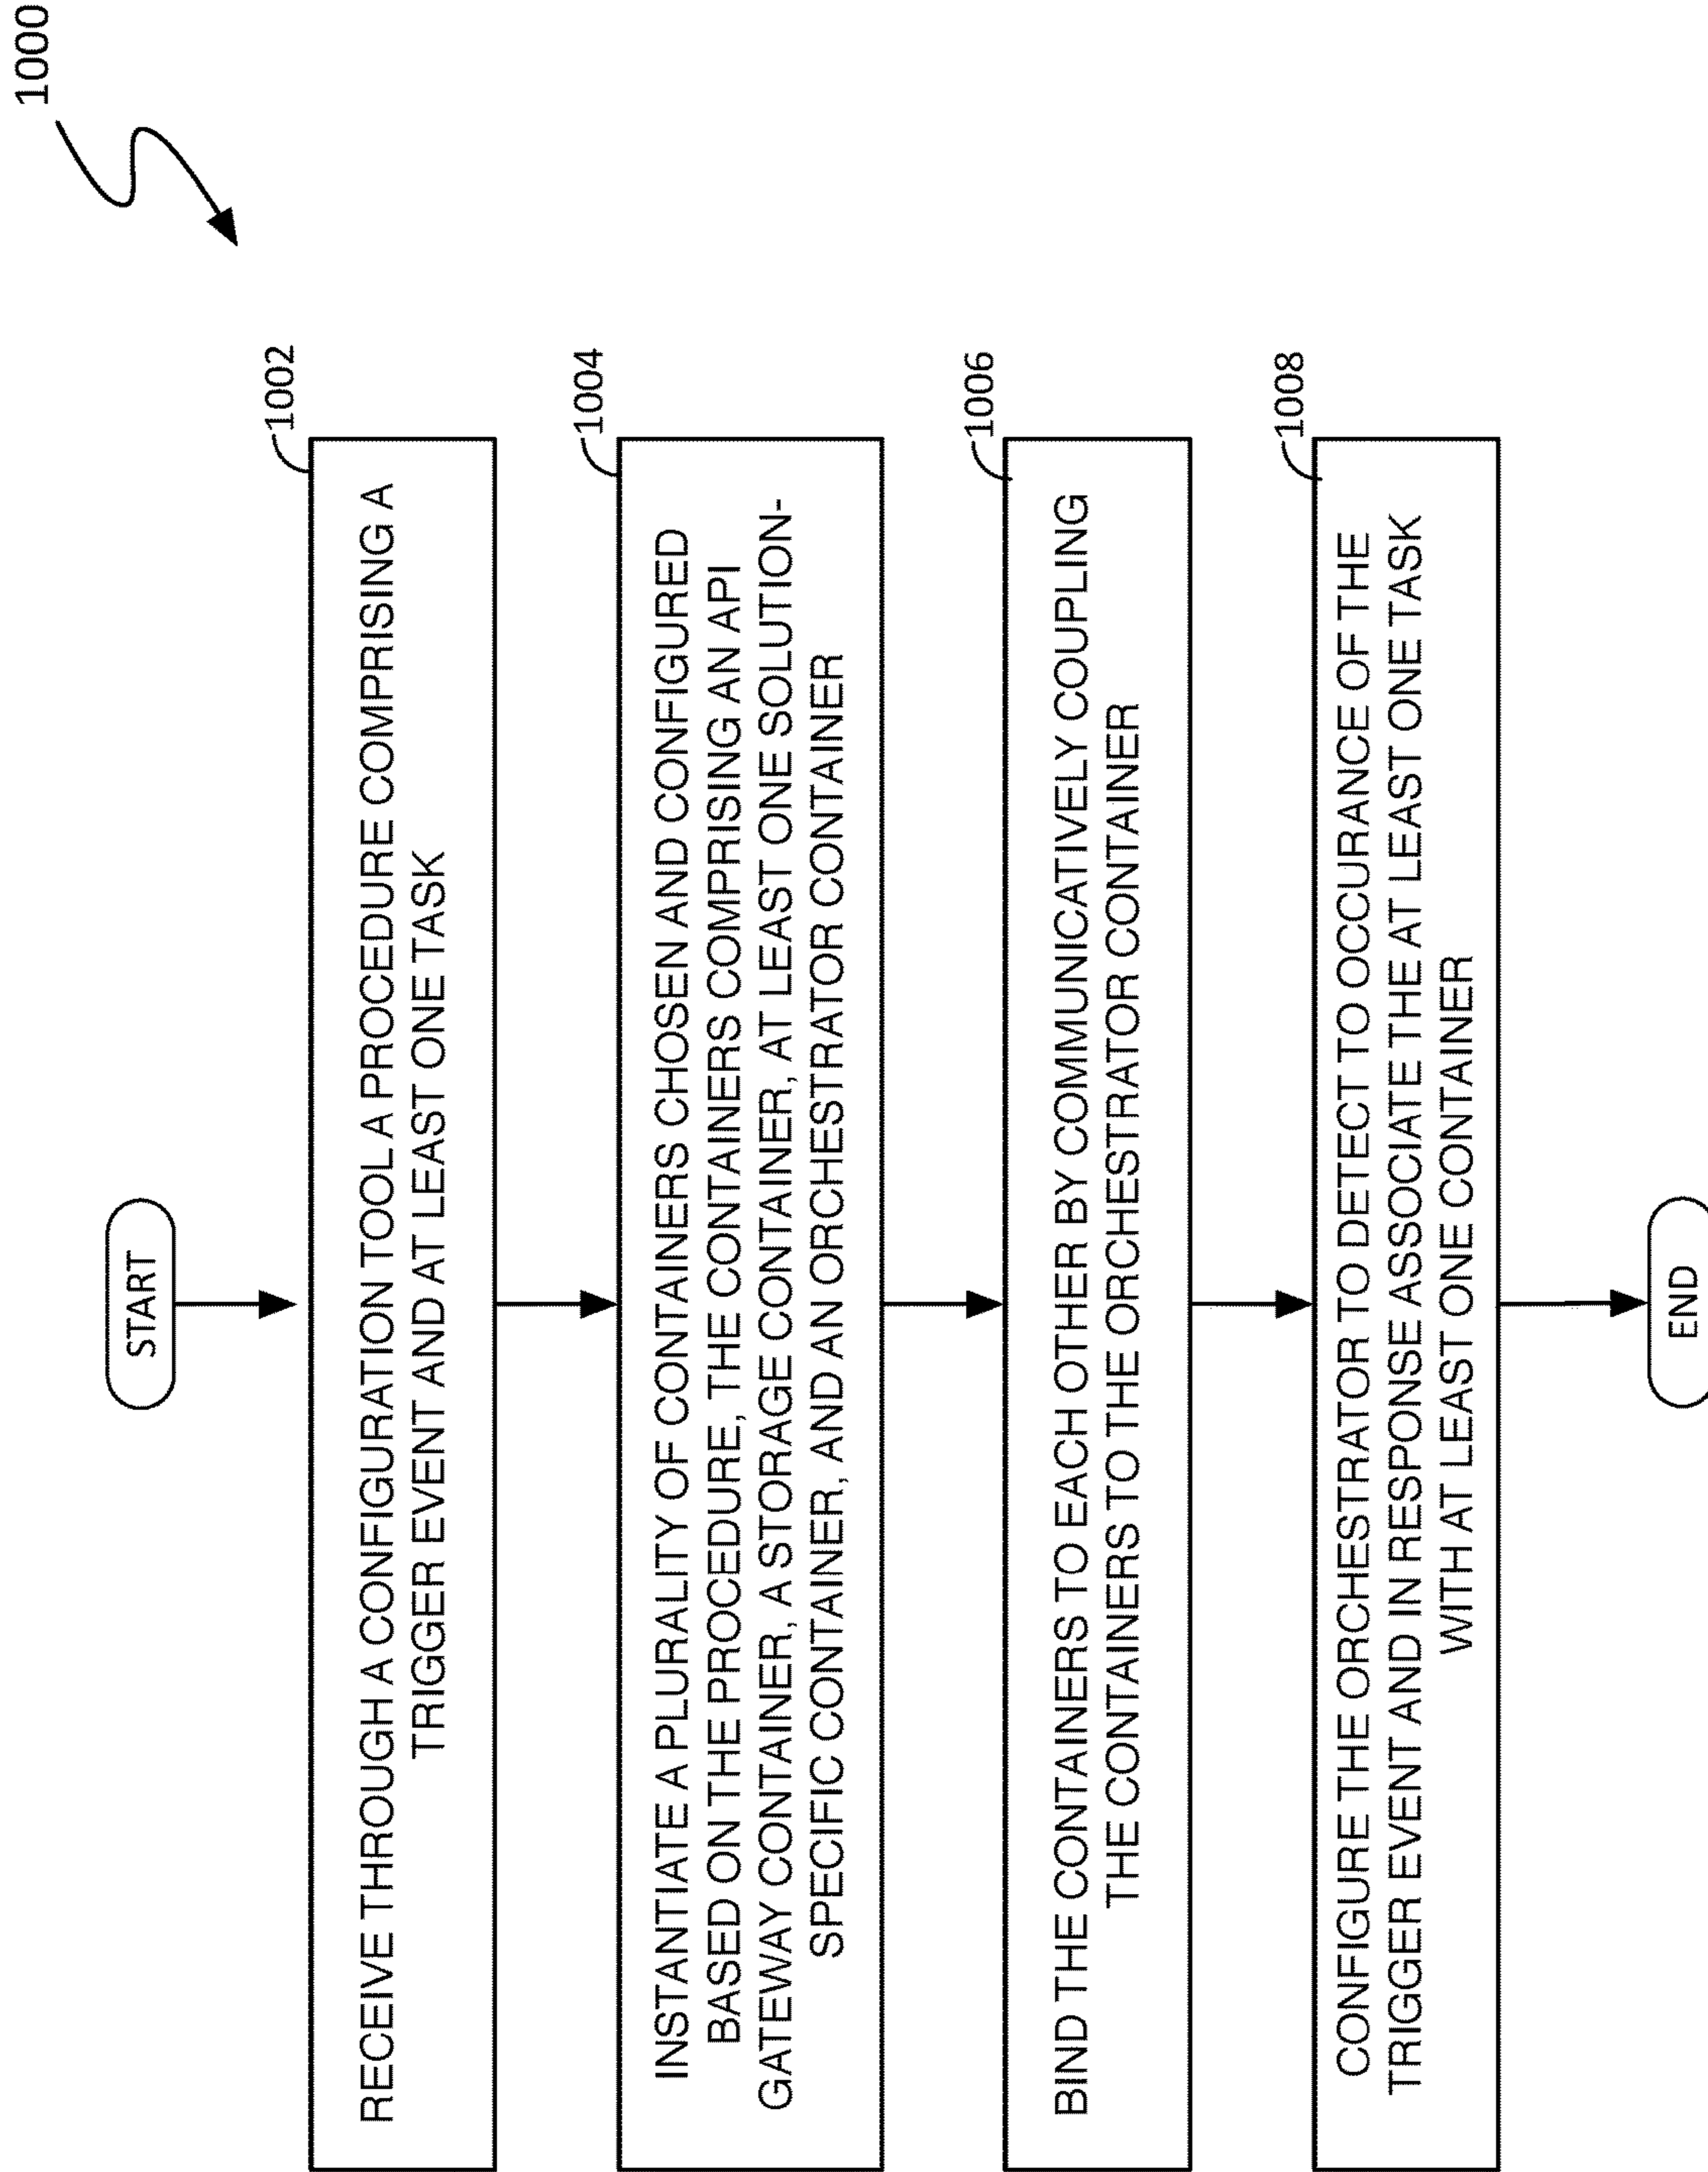 1000
START
1002
RECEIVE THROUGH A CONFIGURATION TOOL A PROCEDURE COMPRISING A
TRIGGER EVENT AND AT LEAST ONE TASK
1004
INSTANTIATE A PLURALITY OF CONTAINERS CHOSEN AND CONFIGURED
BASED ON THE PROCEDURE, THE CONTAINERS COMPRISING AN API
GATEWAY CONTAINER, A STORAGE CONTAINER, AT LEAST ONE SOLUTION-
SPECIFIC CONTAINER, AND AN ORCHESTRATOR CONTAINER
1006
BIND THE CONTAINERS TO EACH OTHER BY COMMUNICATIVELY COUPLING
THE CONTAINERS TO THE ORCHESTRATOR CONTAINER
1008
CONFIGURE THE ORCHESTRATOR TO DETECT TO OCCURANCE OF THE
TRIGGER EVENT AND IN RESPONSE ASSOCIATE THE AT LEAST ONE TASK
WITH AT LEAST ONE CONTAINER
END